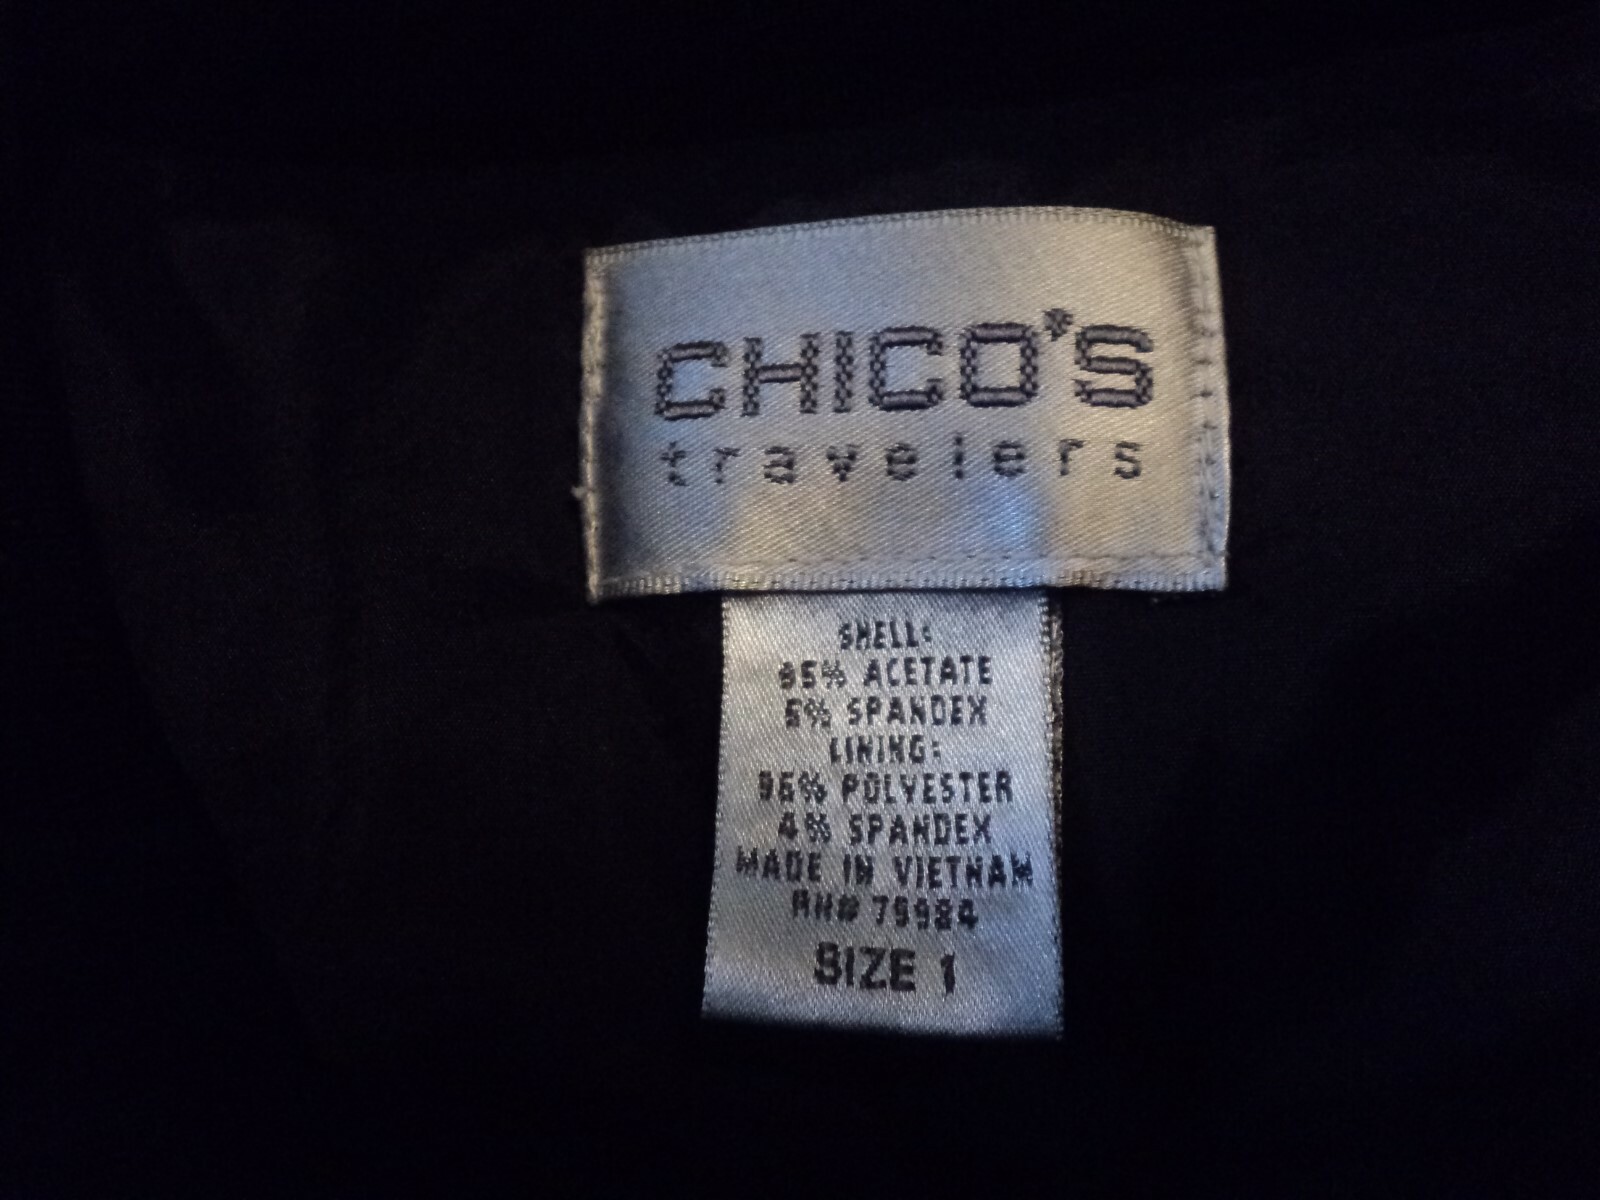 CHICO'S
travelers
SHELL:
95% ACETATE
5% SPANDEX
LINING:
96% POLYESTER
4% SPANDEX
MADE IN VIETNAM
RN# 79984
SIZE 1